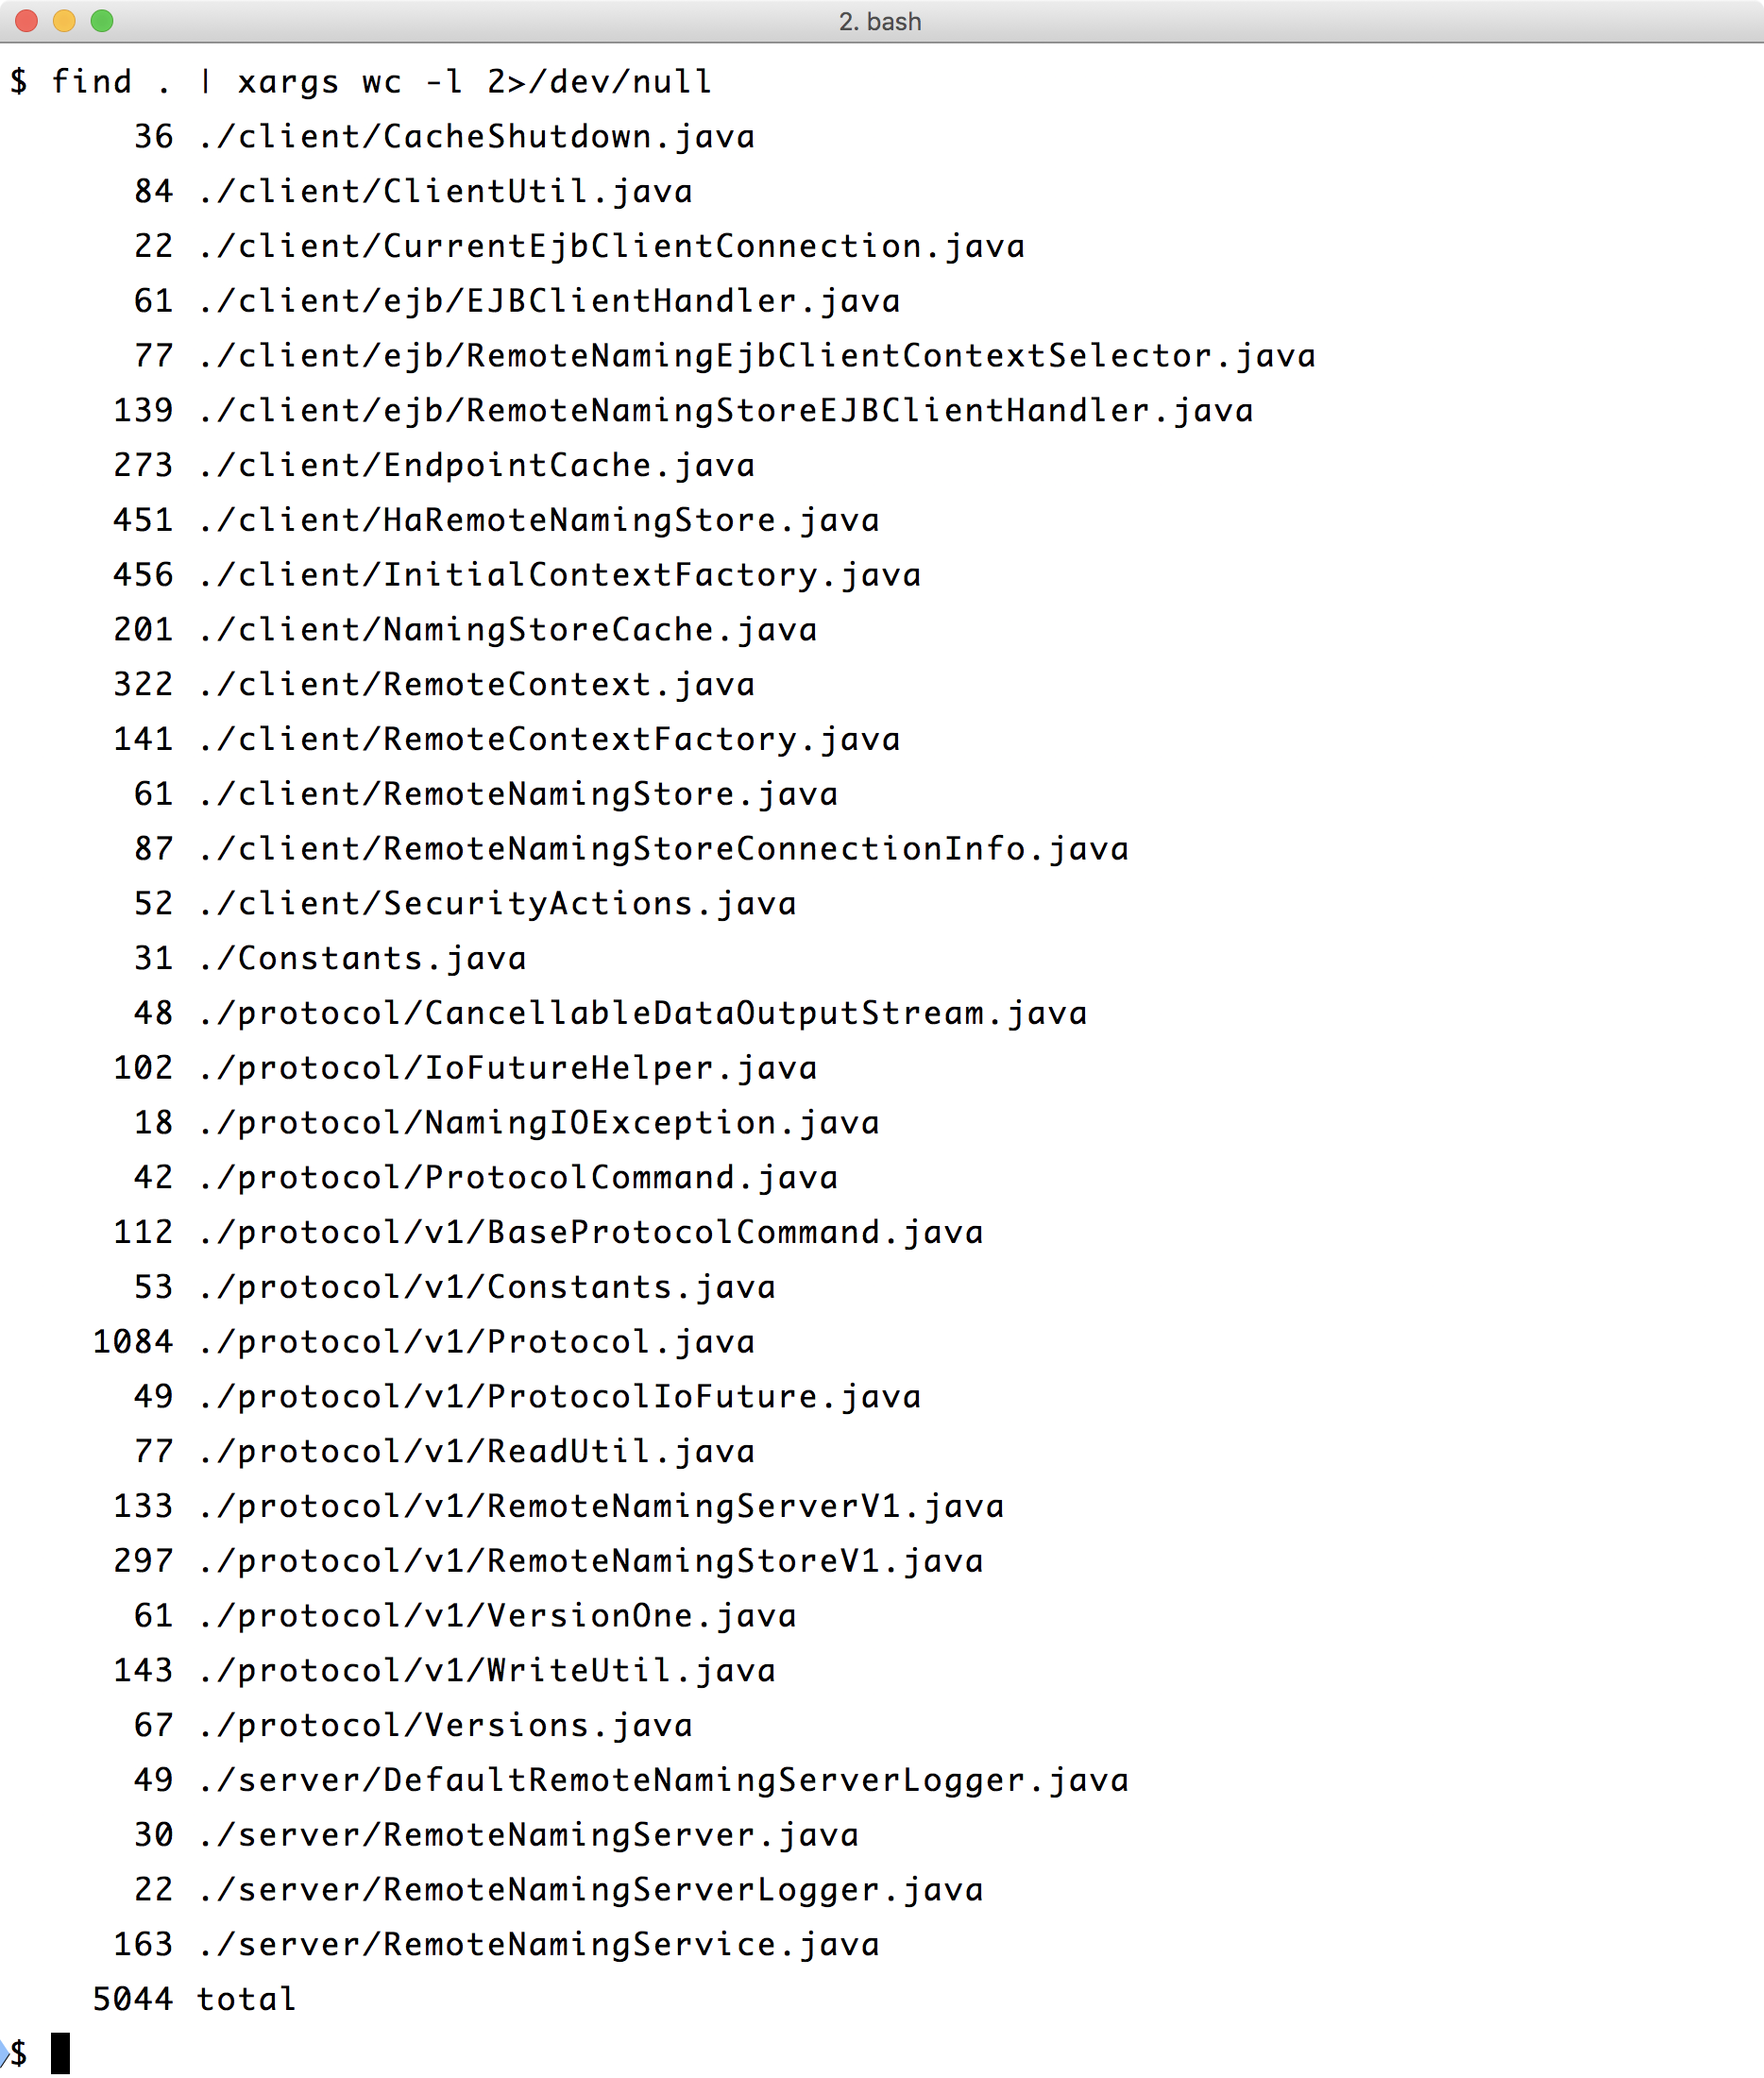 2. bash
$ find . | xargs wc -l 2>/dev/null
36 ./client/CacheShutdown.java
84 ./client/ClientUtil.java
22 ./client/CurrentEjbClientConnection.java
61 ./client/ejb/EJBClientHandler.java
77 ./client/ejb/RemoteNamingEjbClientContextSelector.java
139 ./client/ejb/RemoteNamingStoreEJBClientHandler.java
273 ./client/EndpointCache.java
451 ./client/HaRemoteNamingStore.java
456 ./client/InitialContextFactory.java
201 ./client/NamingStoreCache.java
322 ./client/RemoteContext.java
141 ./client/RemoteContextFactory.java
61 ./client/RemoteNamingStore.java
87 ./client/RemoteNamingStoreConnectionInfo.java
52 ./client/SecurityActions.java
31 ./Constants.java
48 ./protocol/CancellableDataOutputStream.java
102 ./protocol/IoFutureHelper.java
18 ./protocol/NamingIOException.java
42 ./protocol/ProtocolCommand.java
112 ./protocol/v1/BaseProtocolCommand.java
53 ./protocol/v1/Constants.java
1084 ./protocol/v1/Protocol.java
49 ./protocol/v1/ProtocolIoFuture.java
77 ./protocol/v1/ReadUtil.java
133 ./protocol/v1/RemoteNamingServerV1.java
297 ./protocol/v1/RemoteNamingStoreV1.java
61 ./protocol/v1/VersionOne.java
143 ./protocol/v1/WriteUtil.java
67 ./protocol/Versions.java
49 ./server/DefaultRemoteNamingServerLogger.java
30 ./server/RemoteNamingServer.java
22 ./server/RemoteNamingServerLogger.java
163 ./server/RemoteNamingService.java
5044 total
$